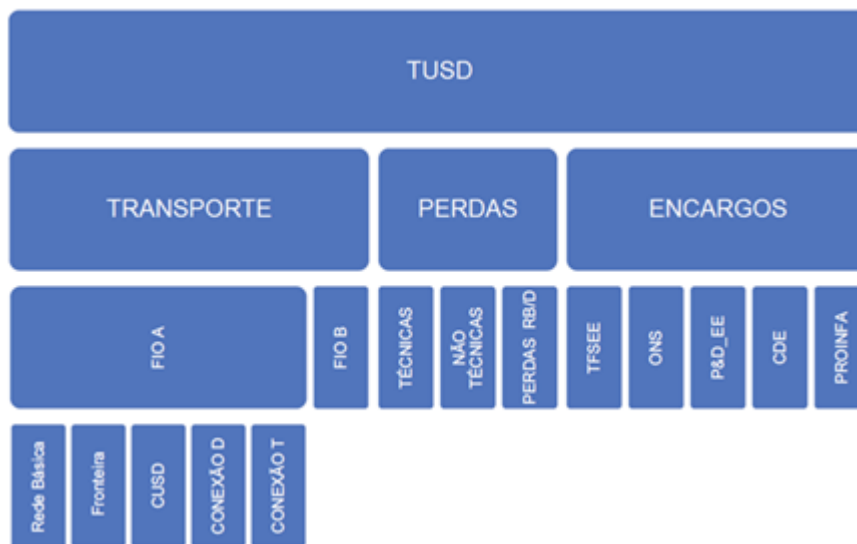 TUSD
TRANSPORTE
PERDAS
ENCARGOS
FIO A
FIO B
TÉCNICAS
NÃO
TÉCNICAS
PERDAS RB/D
TFSEE
ONS
P&D_EE
CDE
PROINFA
Rede Básica
Fronteira
CUSD
CONEXÃO D
CONEXÃO T